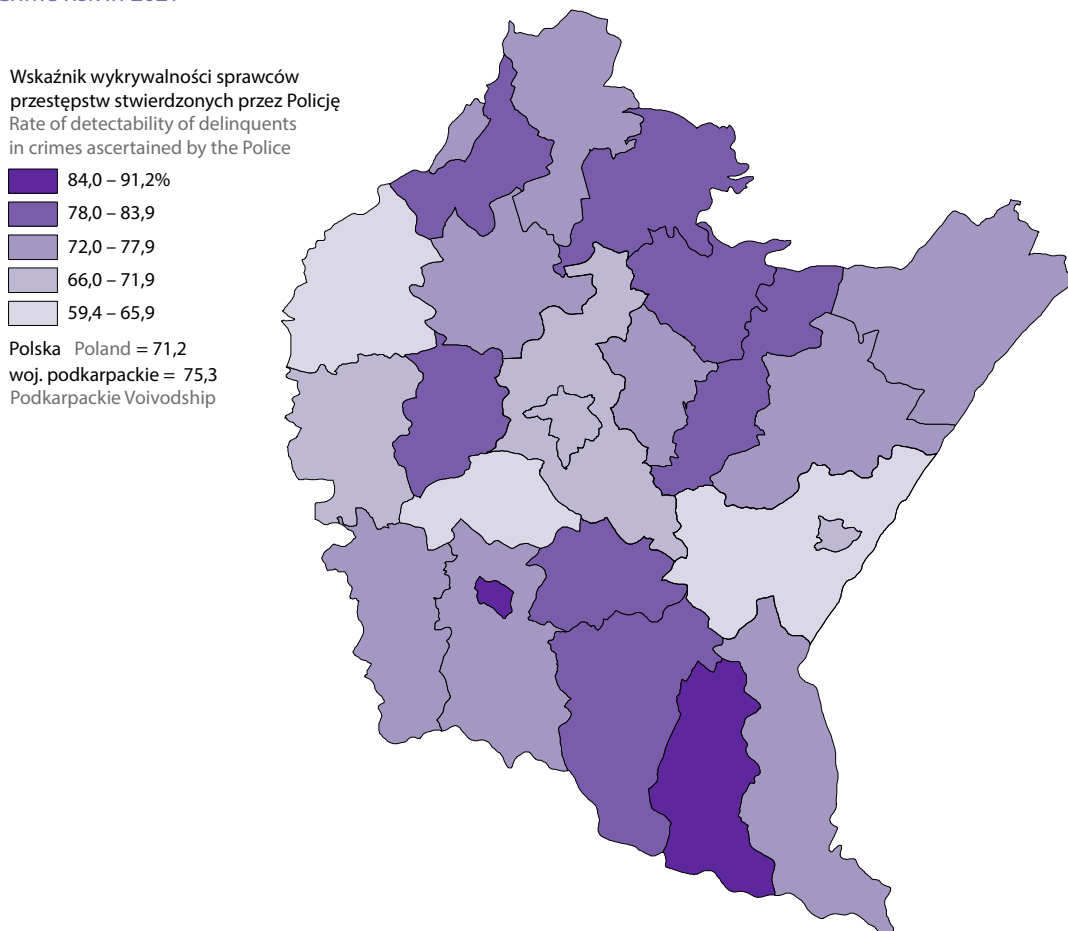 Wskaźnik wykrywalności sprawców
przestępstw stwierdzonych przez Policję
Rate of detectability of delinquents
in crimes ascertained by the Police
84,0 – 91,2%
78,0 – 83,9
72,0 – 77,9
66,0 – 71,9
59,4 – 65,9
Polska Poland = 71,2
woj. podkarpackie = 75,3
Podkarpackie Voivodship